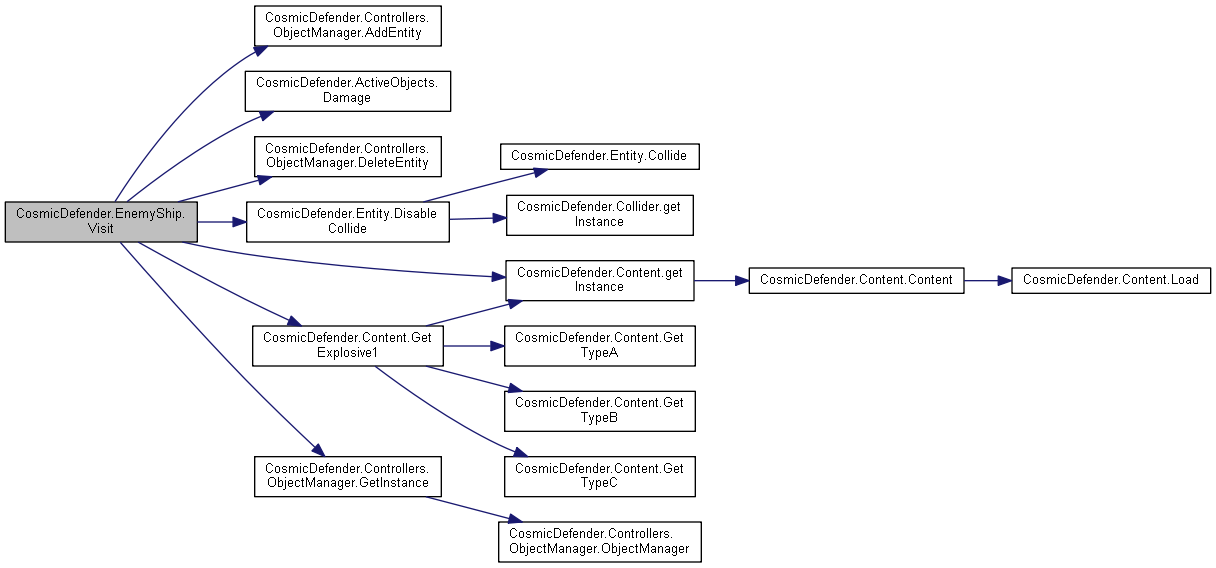 CosmicDefender.Controllers.
ObjectManager.AddEntity
CosmicDefender.ActiveObjects.
Damage
CosmicDefender.Controllers.
ObjectManager.DeleteEntity
CosmicDefender.Entity.Collide
CosmicDefender.EnemyShip.
Visit
CosmicDefender.Entity.Disable
Collide
CosmicDefender.Collider.get
Instance
CosmicDefender.Content.get
Instance
CosmicDefender.Content.Content
CosmicDefender.Content.Load
CosmicDefender.Content.Get
Explosive1
CosmicDefender.Content.Get
TypeA
CosmicDefender.Content.Get
TypeB
CosmicDefender.Controllers.
ObjectManager.GetInstance
CosmicDefender.Content.Get
TypeC
CosmicDefender.Controllers.
ObjectManager.ObjectManager